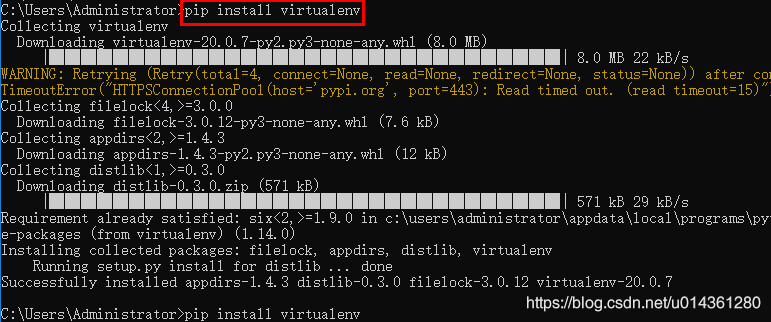 C:\Users\Administrator>pip install virtualenv
Collecting virtualenv
Downloading virtualenv-20.0.7-py2.py3-none-any.whl (8.0 MB)
8.0 MB 22 kB/s
WARNING: Retrying (Retry(total=4, connect=None, read=None, redirect=None, status=None)) after co
TimeoutError("HTTPSConnectionPool(host='pypi.org', port=443): Read timed out. (read timeout=15)"
Collecting filelock<4,>=3.0.0
Downloading filelock-3.0.12-py3-none-any.whl (7.6 kB)
Collecting appdirs<2,>=1.4.3
Downloading appdirs-1.4.3-py2.py3-none-any.whl (12 kB)
Collecting distlib<1,>=0.3.0
Downloading distlib-0.3.0.zip (571 kB)
571 kB 29 kB/s
Requirement already satisfied: six<2,>=1.9.0 in c:\users\administrator\appdata\local\programs\py
e-packages (from virtualenv) (1.14.0)
Installing collected packages: filelock, appdirs, distlib, virtualenv
Running setup.py install for distlib ... done
Successfully installed appdirs-1.4.3 distlib-0.3.0 filelock-3.0.12 virtualenv-20.0.7
https://blog.csdn.net/u014361280
C:\Users\Administrator>pip install virtualenv